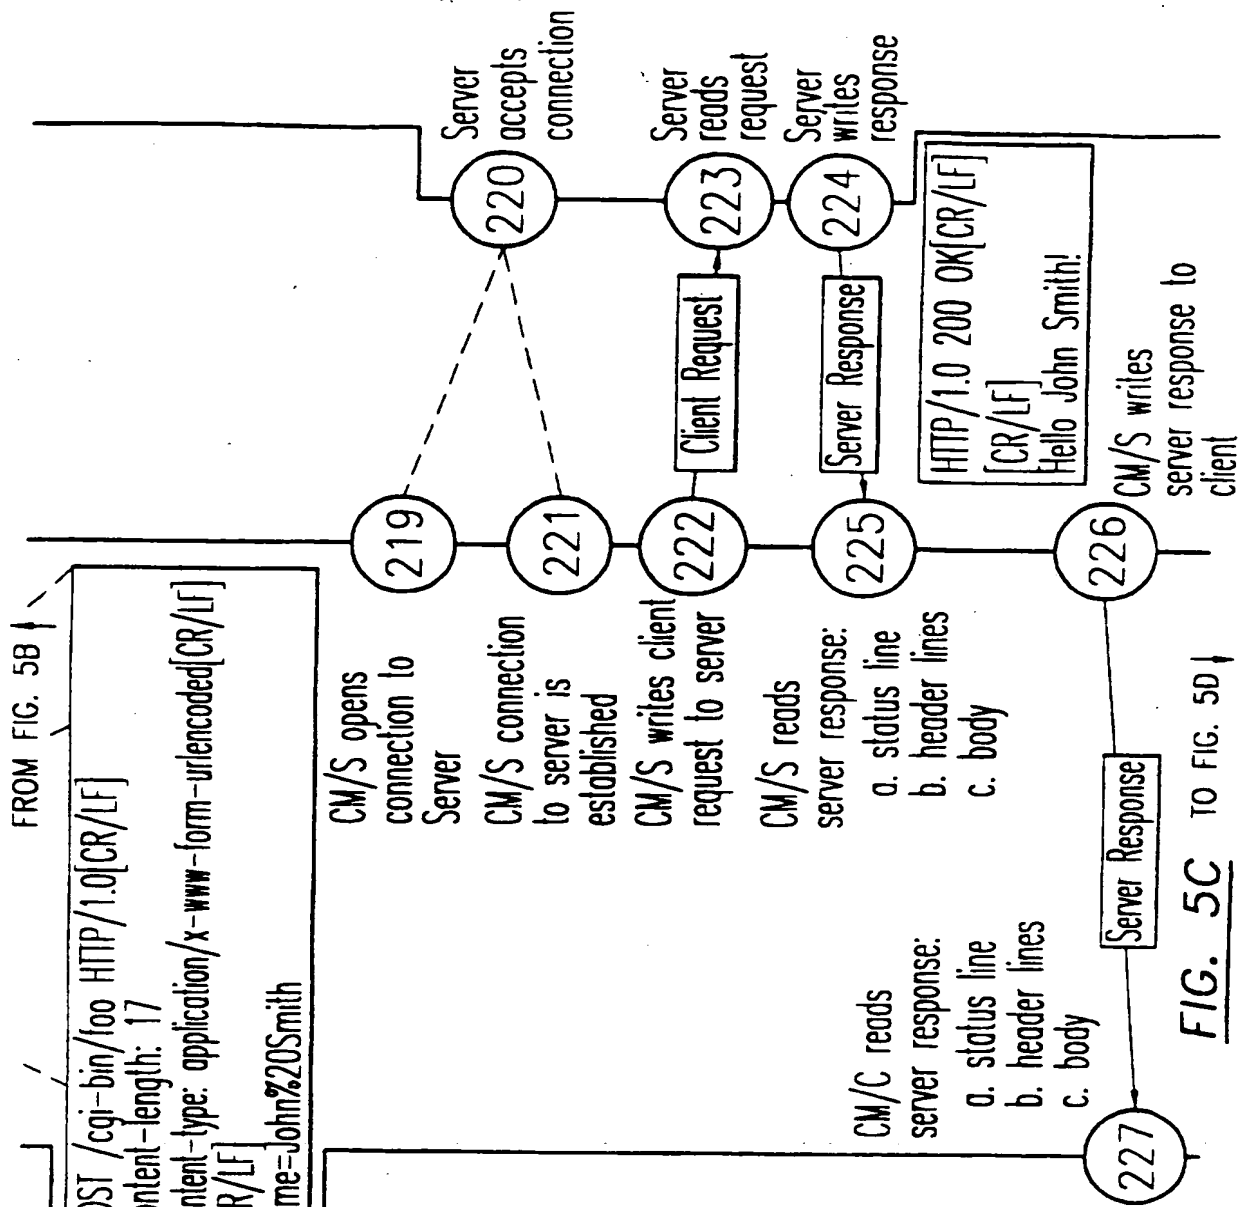 FROM FIG. 5B
OST /cgi-bin/foo HTTP/1.0[CR/LF]
ontent-length: 17
ntent-type: application/x-www-form-urlencoded[CR/LF]
R/LF]
me=John%20Smith
CM/S opens
connection to
Server
219
220
Server
accepts
connection
CM/S connection
to server is
established
221
CM/S writes client
request to server
222
Client Request
223
Server
reads
request
224
Server
writes
response
Server Response
CM/S reads
server response:
a. status line
b. header lines
c. body
225
HTTP/1.0 200 OK[CR/LF]
[CR/LF]
Hello John Smith!
226
CM/S writes
server response to
client
Server Response
CM/C reads
server response:
a. status line
b. header lines
c. body
227
FIG. 5C
TO FIG. 5D